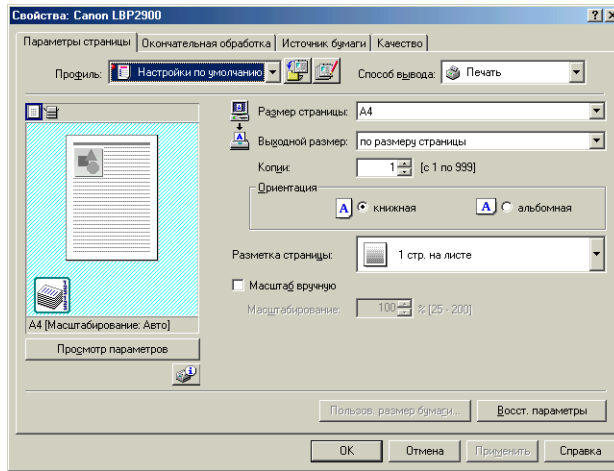 Свойства: Canon LBP2900
Параметры страницы Окончательная обработка Источник бумаги Качество
Профиль: Настройки по умолчанию Способ вывода: Печать
Размер страницы: A4
Выходной размер: по размеру страницы
Копии: 1 [с 1 по 999]
Ориентация
A книжная A альбомная
Разметка страницы: 1 стр. на листе
Масштаб вручную
Масштабирование: 100 % [25 - 200]
A4 [Масштабирование: Авто]
Просмотр параметров
Пользов. размер бумаги... Восст. параметры
OK Отмена Применить Справка